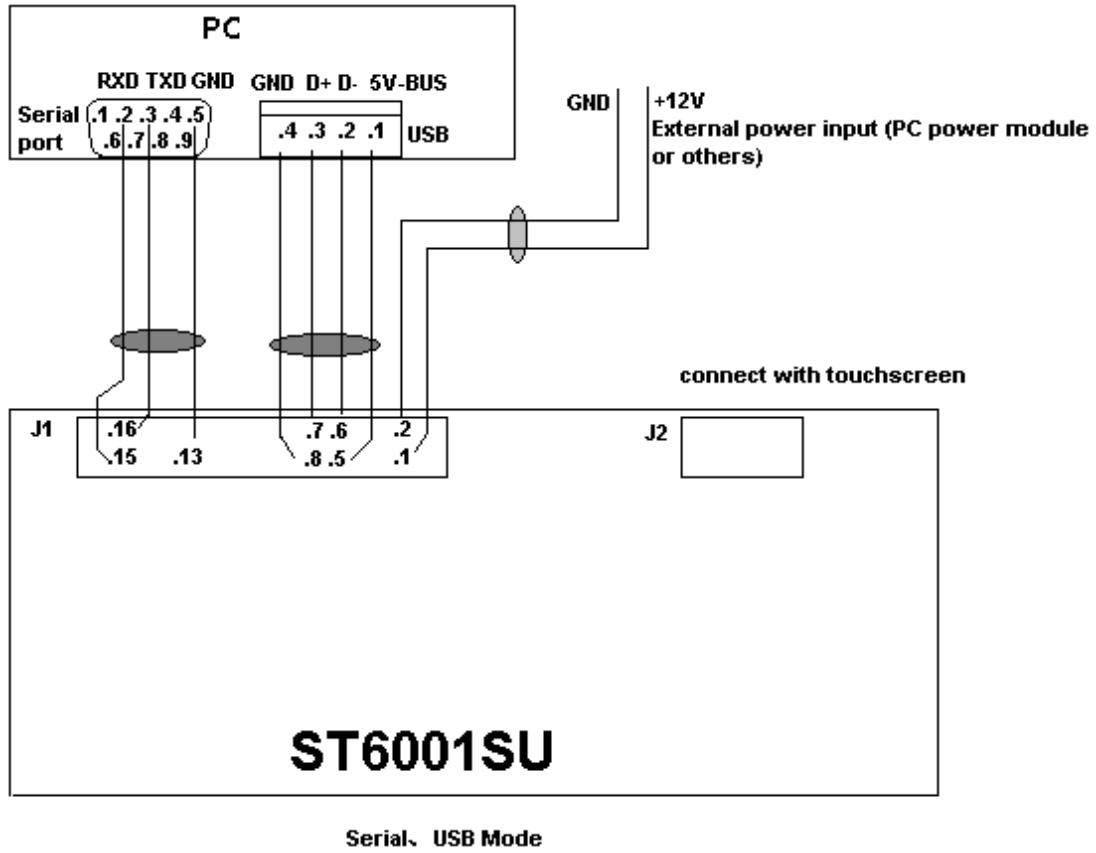 PC
RXD TXD GND GND D+ D- 5V-BUS
Serial .1 .2 .3 .4 .5
port .6 .7 .8 .9
.4 .3 .2 .1 USB
GND +12V
External power input (PC power module
or others)
connect with touchscreen
J1 .16 .7 .6 .2
.15 .13 .8 .5 .1
J2
ST6001SU
Serial、USB Mode